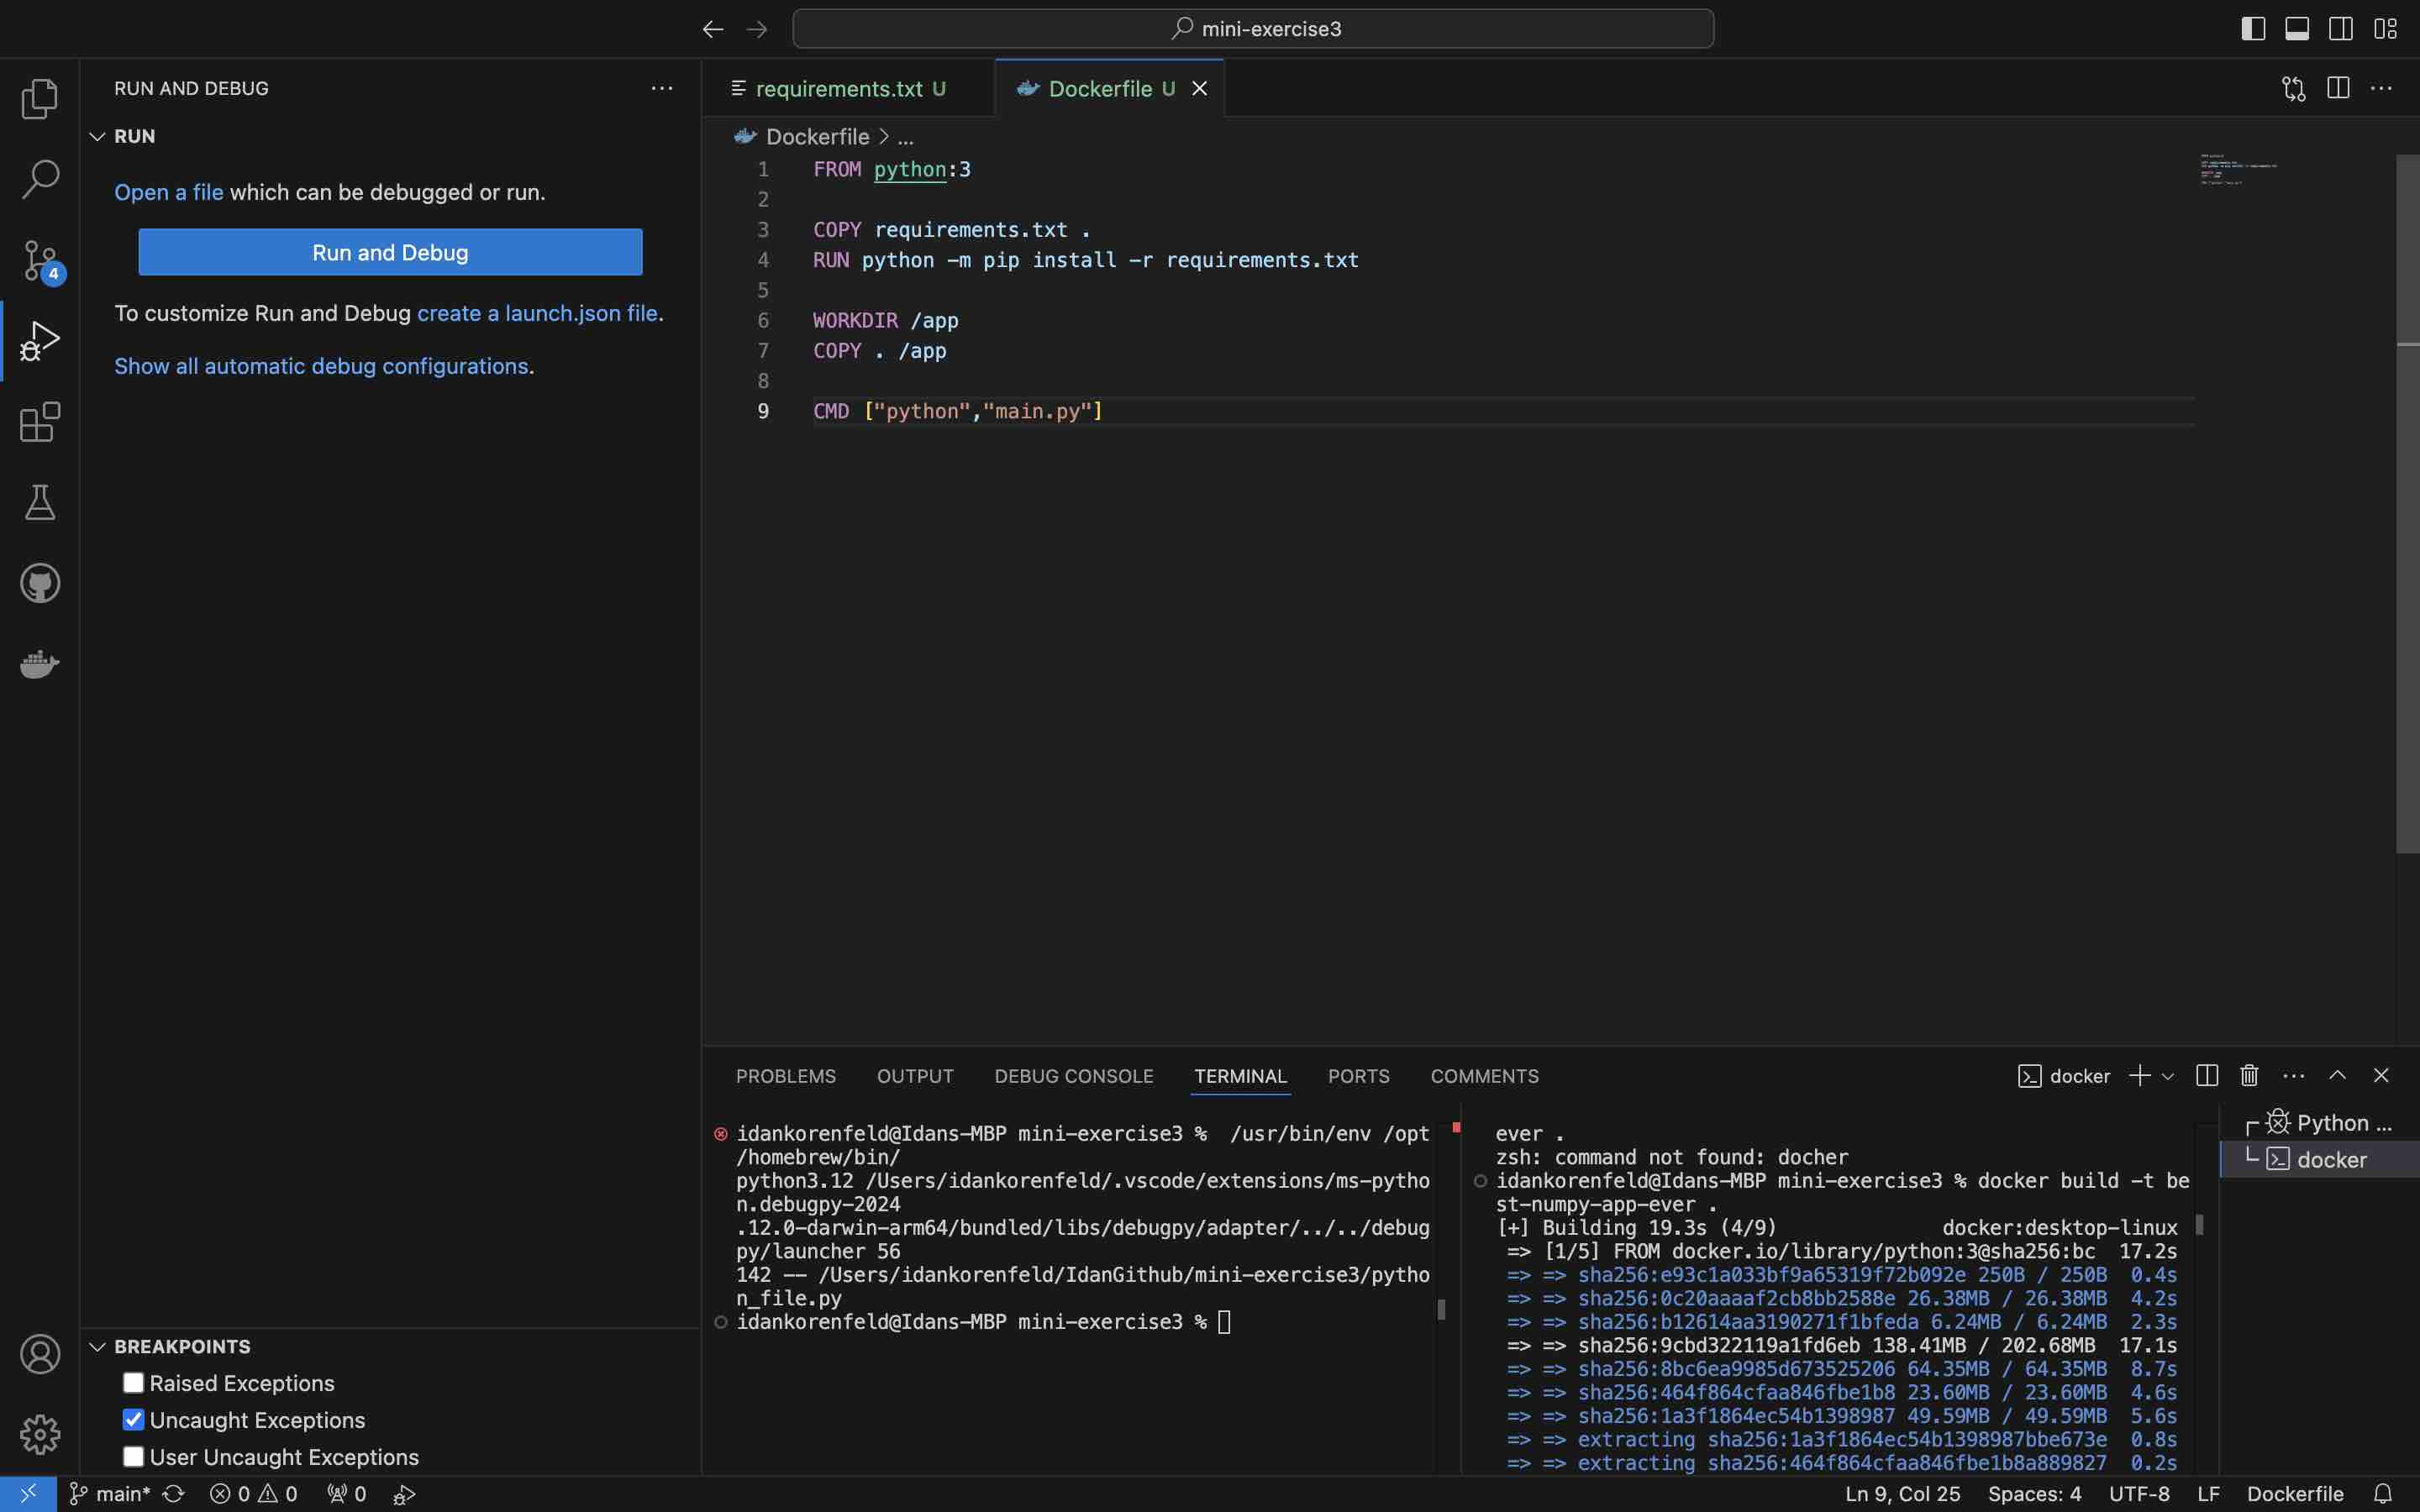 mini-exercise3
RUN AND DEBUG
RUN
Open a file which can be debugged or run.
Run and Debug
To customize Run and Debug create a launch.json file.
Show all automatic debug configurations.
4
requirements.txt U
Dockerfile U
Dockerfile > ...
1 FROM python:3
2
3 COPY requirements.txt .
4 RUN python -m pip install -r requirements.txt
5
6 WORKDIR /app
7 COPY . /app
8
9 CMD ["python","main.py"]
PROBLEMS OUTPUT DEBUG CONSOLE TERMINAL PORTS COMMENTS
docker
idankorenfeld@Idans-MBP mini-exercise3 %  /usr/bin/env /opt
/homebrew/bin/
python3.12 /Users/idankorenfeld/.vscode/extensions/ms-pytho
n.debugpy-2024
.12.0-darwin-arm64/bundled/libs/debugpy/adapter/../../debug
py/launcher 56
142 -- /Users/idankorenfeld/IdanGithub/mini-exercise3/pytho
n_file.py
idankorenfeld@Idans-MBP mini-exercise3 %
ever .
zsh: command not found: docher
idankorenfeld@Idans-MBP mini-exercise3 % docker build -t be
st-numpy-app-ever .
[+] Building 19.3s (4/9) docker:desktop-linux
=> [1/5] FROM docker.io/library/python:3@sha256:bc 17.2s
=> => sha256:e93c1a033bf9a65319f72b092e 250B / 250B 0.4s
=> => sha256:0c20aaaaf2cb8bb2588e 26.38MB / 26.38MB 4.2s
=> => sha256:b12614aa3190271f1bfeda 6.24MB / 6.24MB 2.3s
=> => sha256:9cbd322119a1fd6eb 138.41MB / 202.68MB 17.1s
=> => sha256:8bc6ea9985d673525206 64.35MB / 64.35MB 8.7s
=> => sha256:464f864cfaa846fbe1b8 23.60MB / 23.60MB 4.6s
=> => sha256:1a3f1864ec54b1398987 49.59MB / 49.59MB 5.6s
=> => extracting sha256:1a3f1864ec54b1398987bbe673e 0.8s
=> => extracting sha256:464f864cfaa846fbe1b8a889827 0.2s
Python ...
docker
BREAKPOINTS
Raised Exceptions
Uncaught Exceptions
User Uncaught Exceptions
main* 0 0 0
Ln 9, Col 25 Spaces: 4 UTF-8 LF Dockerfile